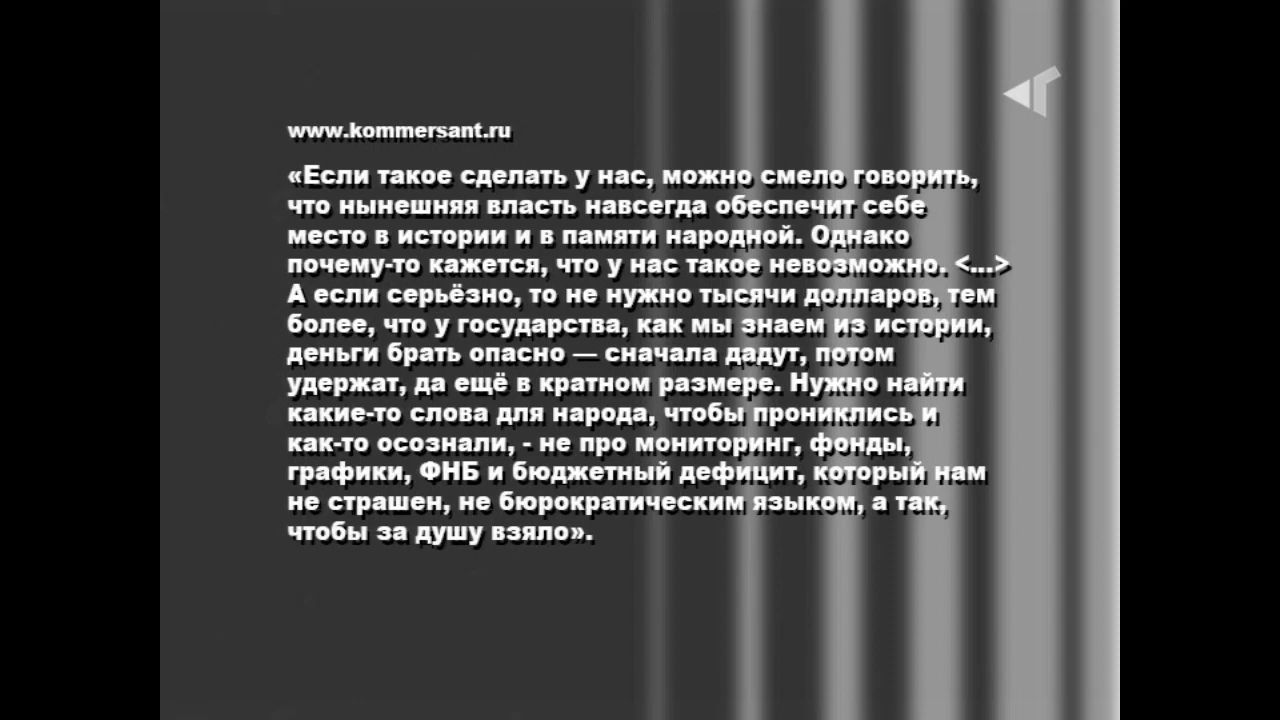 www.kommersant.ru
«Если такое сделать у нас, можно смело говорить,
что нынешняя власть навсегда обеспечит себе
место в истории и в памяти народной. Однако
почему-то кажется, что у нас такое невозможно. <...>
А если серьёзно, то не нужно тысячи долларов, тем
более, что у государства, как мы знаем из истории,
деньги брать опасно — сначала дадут, потом
удержат, да ещё в кратном размере. Нужно найти
какие-то слова для народа, чтобы прониклись и
как-то осознали, - не про мониторинг, фонды,
графики, ФНБ и бюджетный дефицит, который нам
не страшен, не бюрократическим языком, а так,
чтобы за душу взяло».